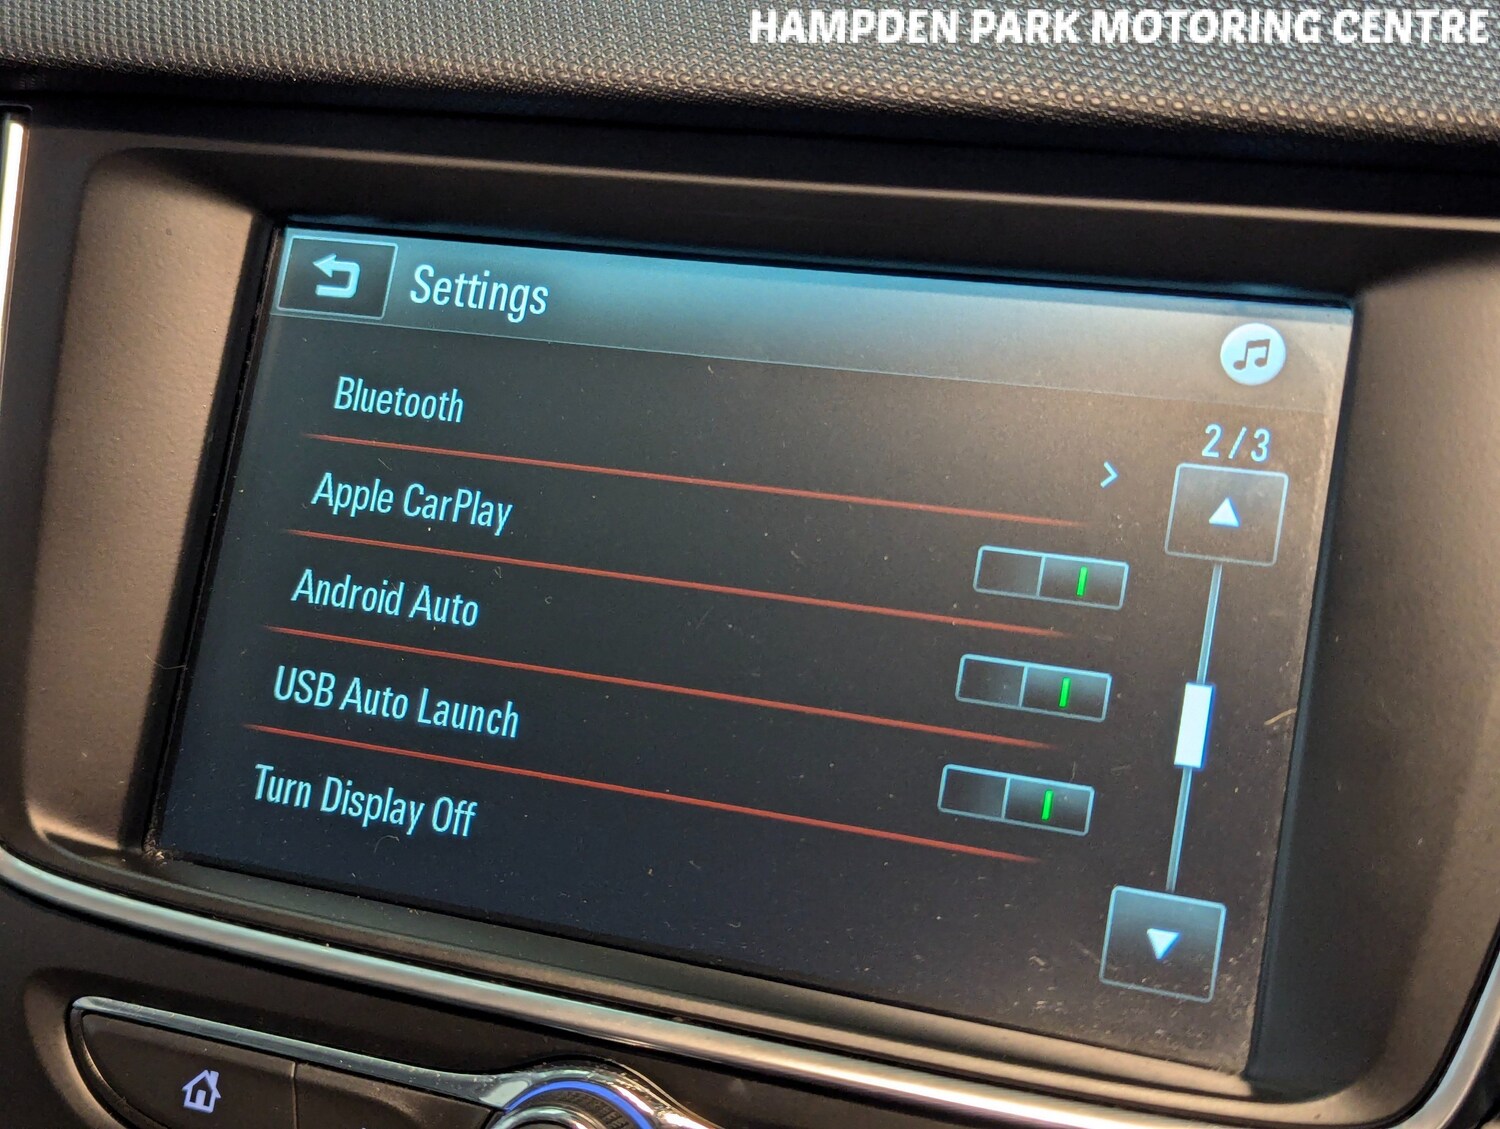 HAMPDEN PARK MOTORING CENTRE
Settings
2/3
Bluetooth
Apple CarPlay
Android Auto
USB Auto Launch
Turn Display Off